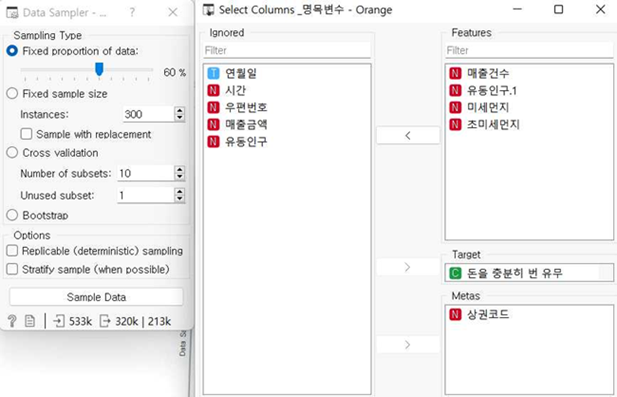 Data Sampler - ...
?
Sampling Type
Fixed proportion of data:
60 %
Fixed sample size
Instances: 300
Sample with replacement
Cross validation
Number of subsets: 10
Unused subset: 1
Bootstrap
Options
Replicable (deterministic) sampling
Stratify sample (when possible)
Sample Data
? 533k 320k | 213k
Data S
Select Columns _명목변수 - Orange
Ignored
Filter
T 연월일
N 시간
N 우편번호
N 매출금액
N 유동인구
<
>
>
Features
Filter
N 매출건수
N 유동인구.1
N 미세먼지
N 초미세먼지
Target
C 돈을 충분히 번 유무
Metas
N 상권코드